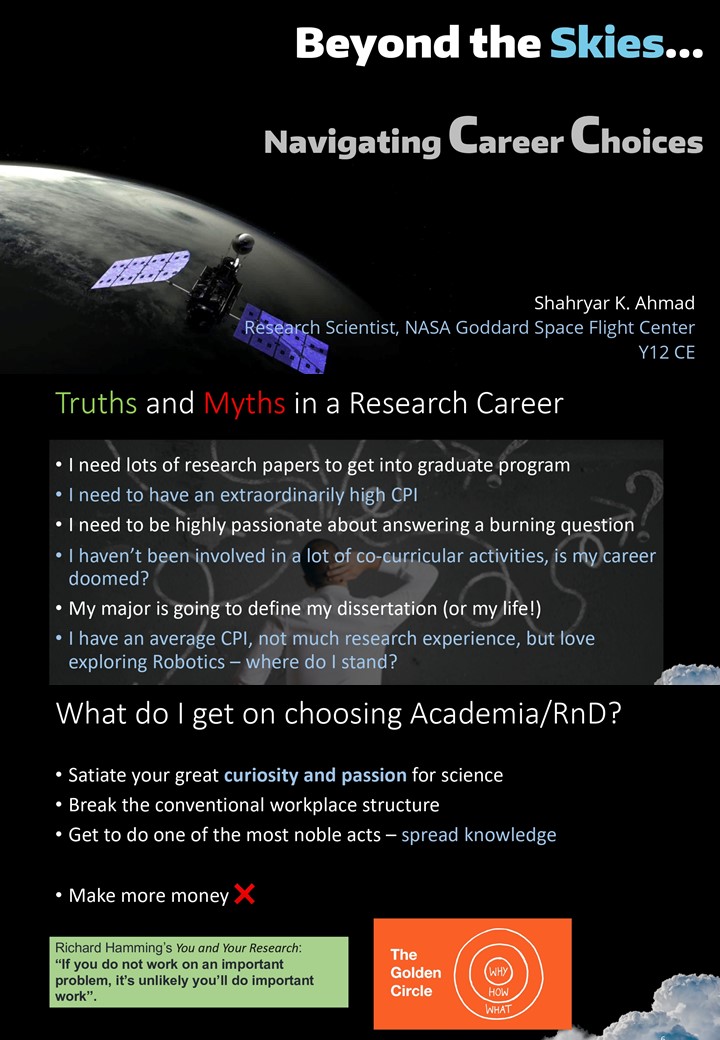 Beyond the Skies...
Navigating Career Choices
Shahryar K. Ahmad
Research Scientist, NASA Goddard Space Flight Center
Y12 CE
Truths and Myths in a Research Career
• I need lots of research papers to get into graduate program
• I need to have an extraordinarily high CPI
• I need to be highly passionate about answering a burning question
• I haven't been involved in a lot of co-curricular activities, is my career
doomed?
• My major is going to define my dissertation (or my life!)
• I have an average CPI, not much research experience, but love
exploring Robotics – where do I stand?
What do I get on choosing Academia/RnD?
• Satiate your great curiosity and passion for science
• Break the conventional workplace structure
• Get to do one of the most noble acts – spread knowledge
• Make more money ❌
Richard Hamming's You and Your Research:
“If you do not work on an important
problem, it's unlikely you'll do important
work”.
The
Golden
Circle
WHY
HOW
WHAT